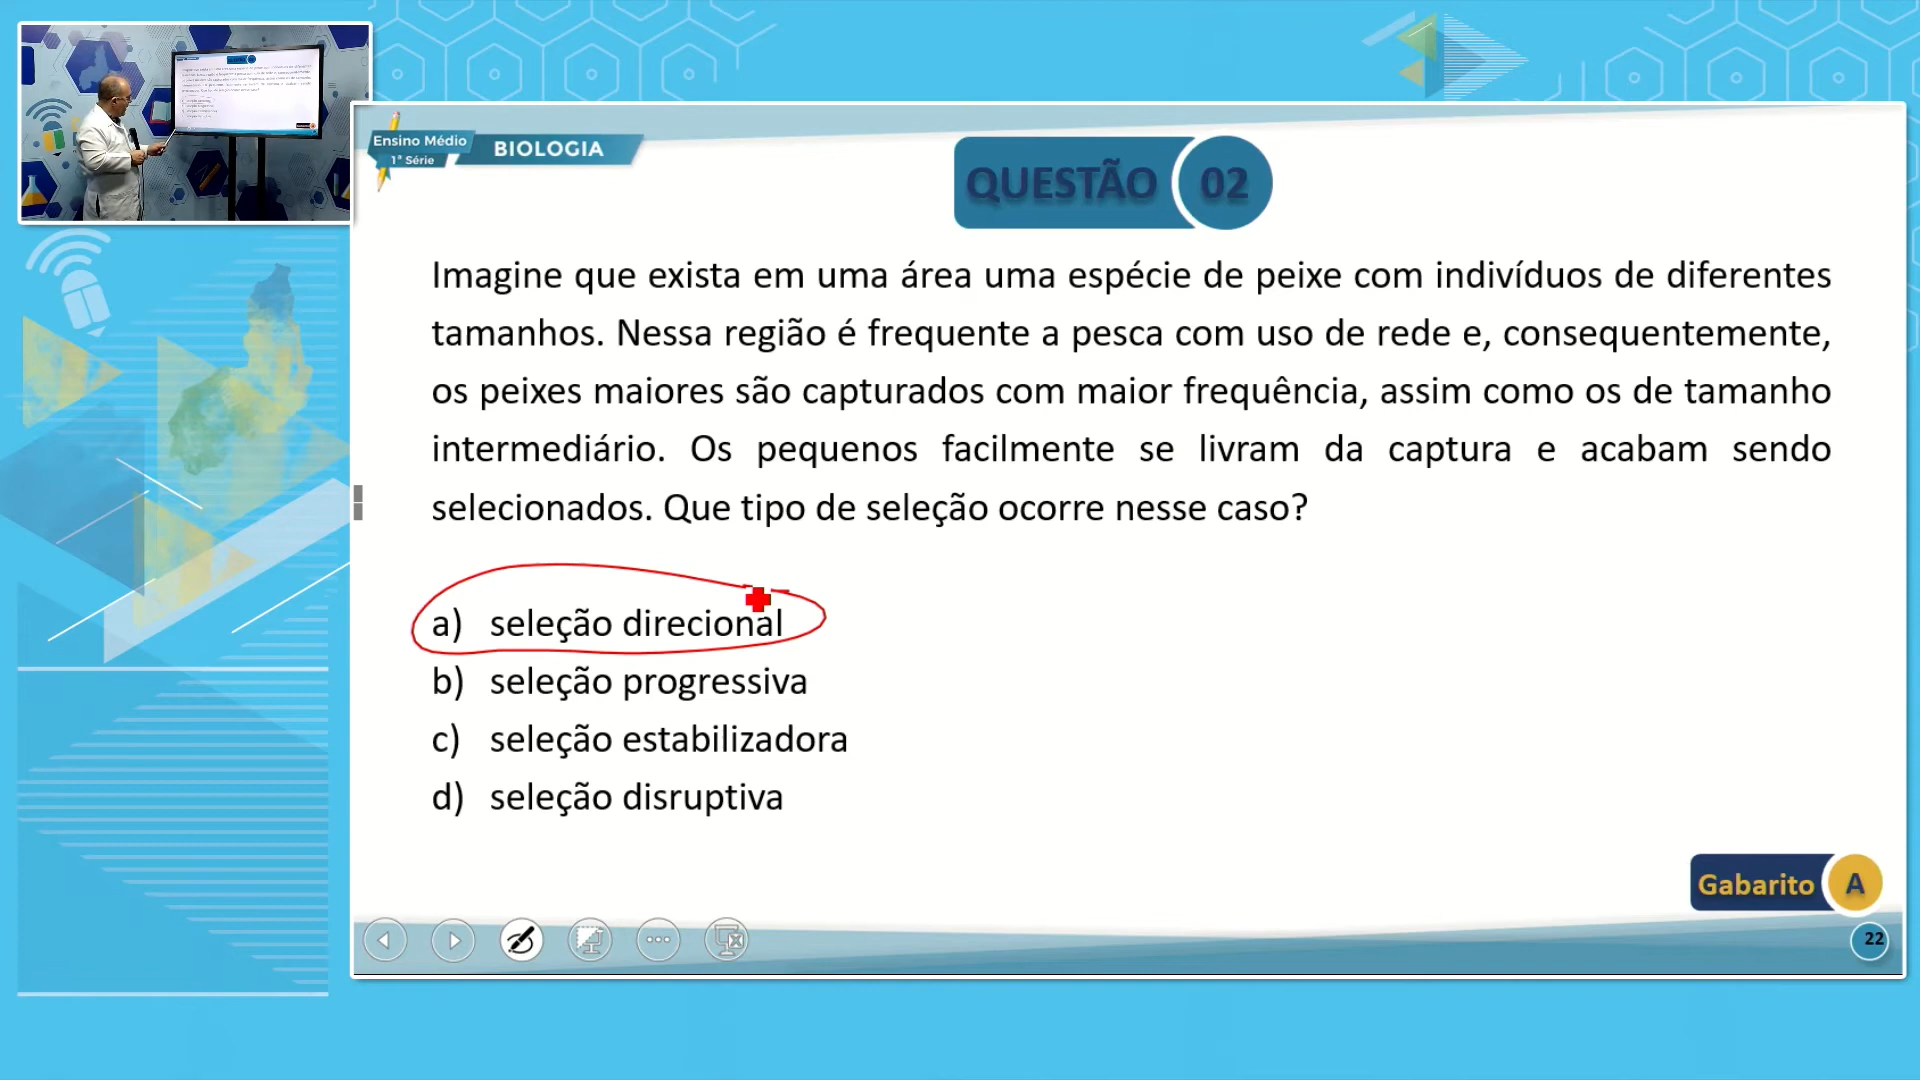 Ensino Médio
1ª Série
BIOLOGIA
QUESTÃO 02
Imagine que exista em uma área uma espécie de peixe com indivíduos de diferentes
tamanhos. Nessa região é frequente a pesca com uso de rede e, consequentemente,
os peixes maiores são capturados com maior frequência, assim como os de tamanho
intermediário. Os pequenos facilmente se livram da captura e acabam sendo
selecionados. Que tipo de seleção ocorre nesse caso?
a) seleção direcional
b) seleção progressiva
c) seleção estabilizadora
d) seleção disruptiva
Gabarito A
22